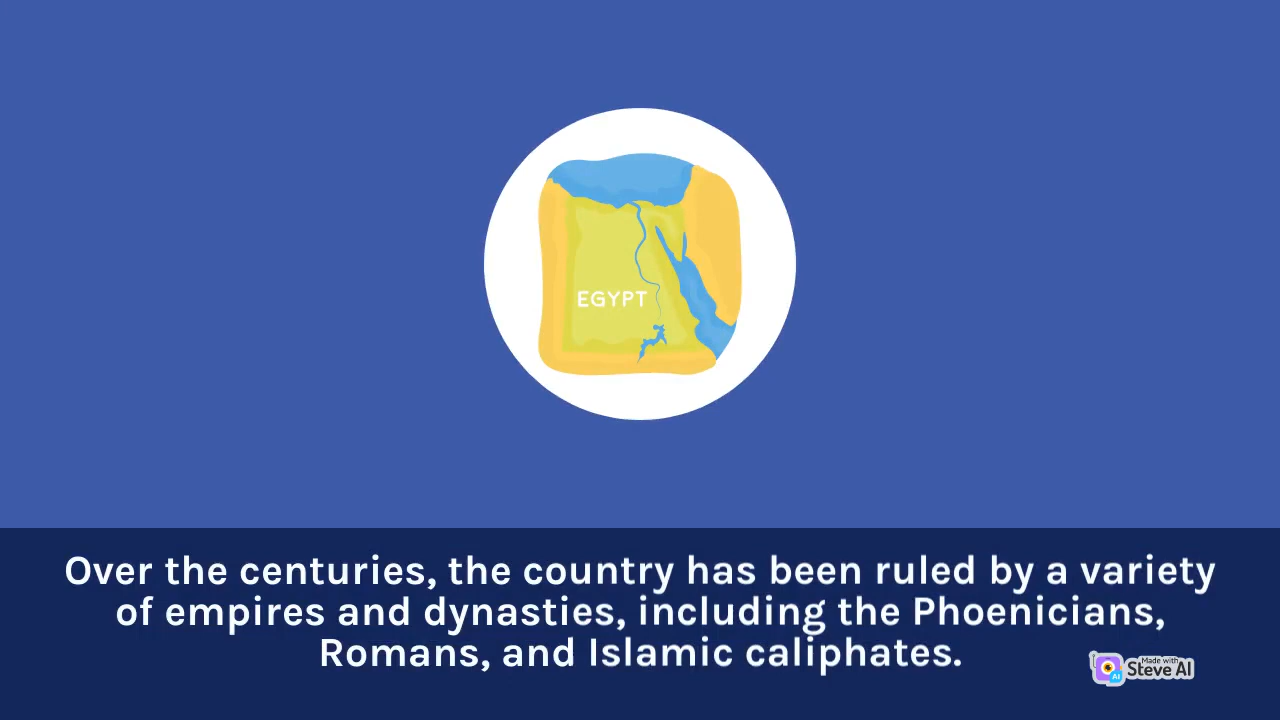 EGYPT
Over the centuries, the country has been ruled by a variety
of empires and dynasties, including the Phoenicians,
Romans, and Islamic caliphates.
Made with
Steve AI
AI